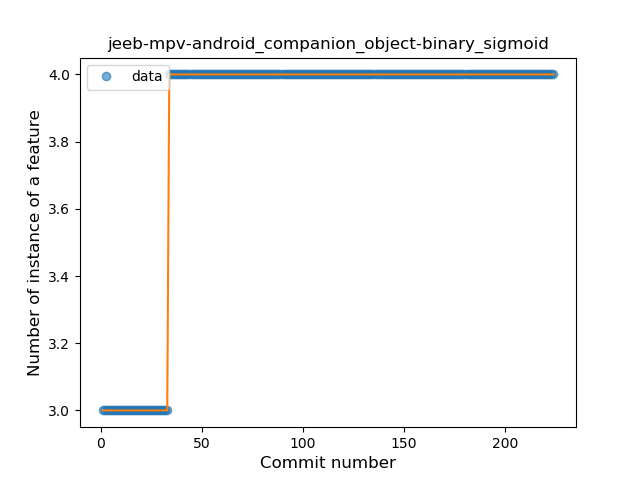 jeeb-mpv-android_companion_object-binary_sigmoid
data
Number of instance of a feature
4.0
3.8
3.6
3.4
3.2
3.0
0
50
100
150
200
Commit number